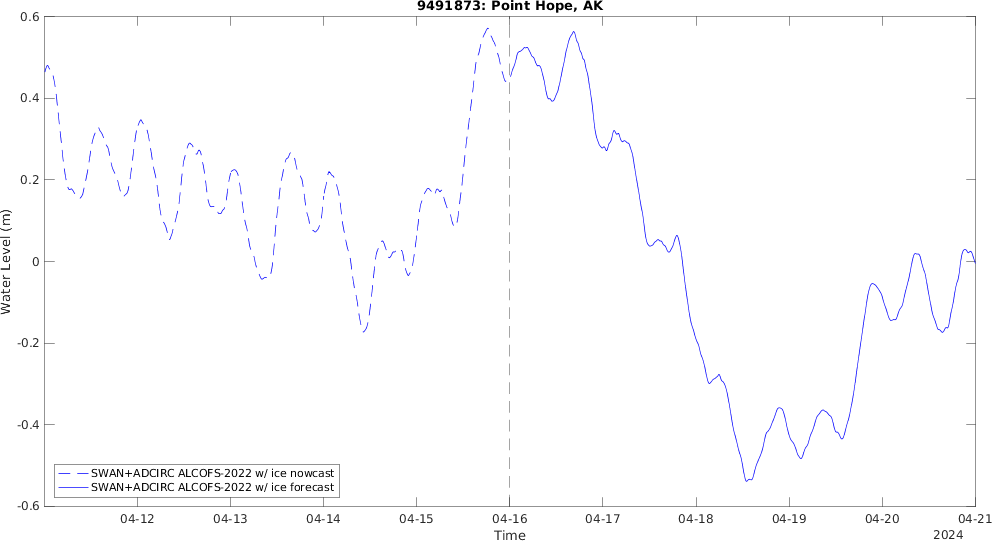 9491873: Point Hope, AK
0.6
0.4
0.2
0
-0.2
-0.4
-0.6
Water Level (m)
SWAN+ADCIRC ALCOFS-2022 w/ ice nowcast
SWAN+ADCIRC ALCOFS-2022 w/ ice forecast
04-12 04-13 04-14 04-15 04-16 04-17 04-18 04-19 04-20 04-21
Time
2024